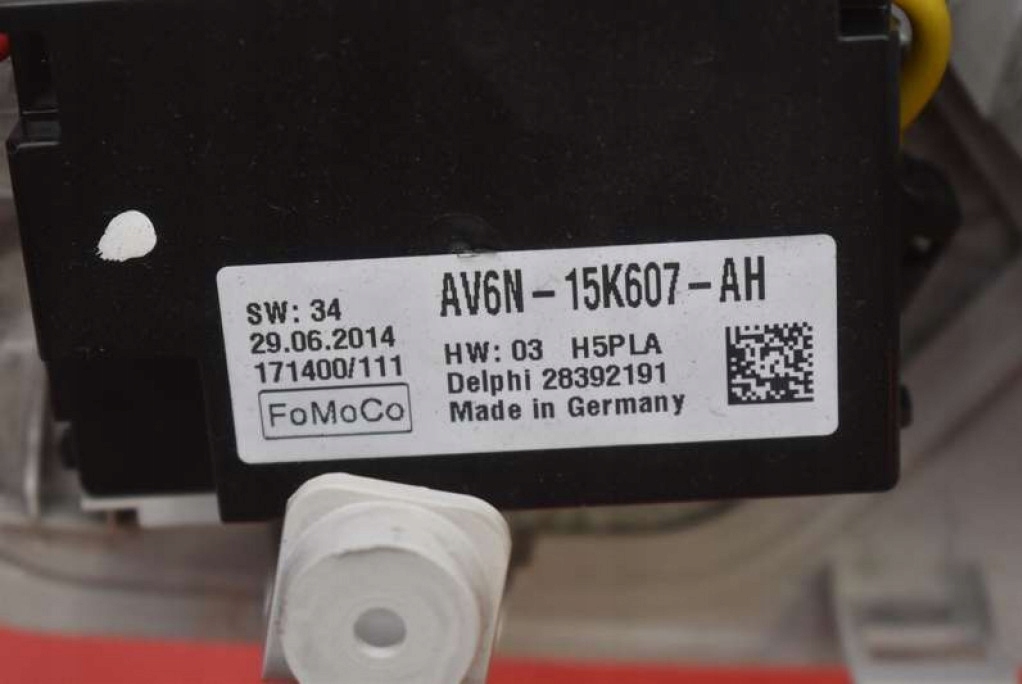 SW: 34
29.06.2014
171400/111
FoMoCo
AV6N-15K607-AH
HW: 03 H5PLA
Delphi 28392191
Made in Germany